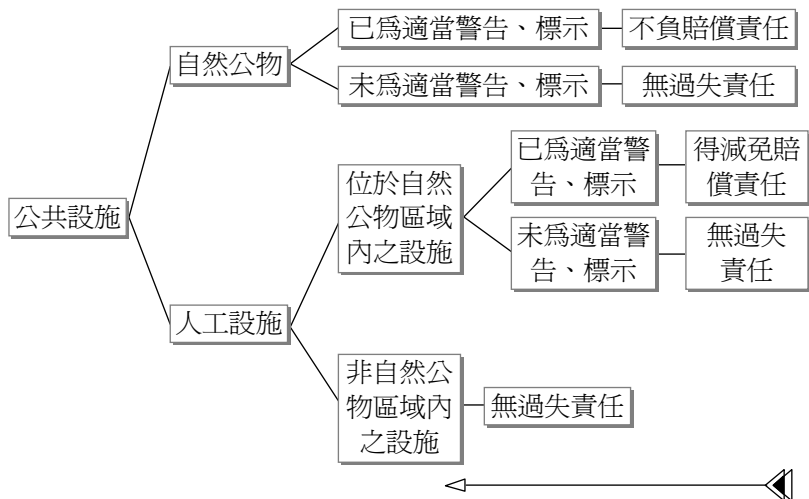 公共設施
自然公物
已為適當警告、標示
不負賠償責任
未為適當警告、標示
無過失責任
人工設施
位於自然
公物區域
內之設施
已為適當警
告、標示
得減免賠
償責任
未為適當警
告、標示
無過失
責任
非自然公
物區域內
之設施
無過失責任